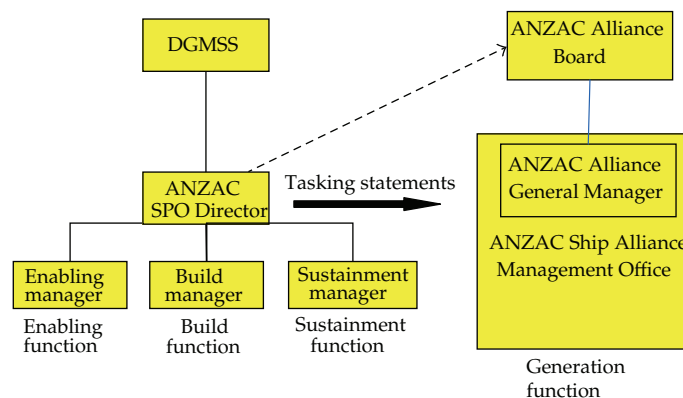 DGMSS
ANZAC Alliance
Board
ANZAC
SPO Director
Tasking statements
ANZAC Alliance
General Manager
ANZAC Ship Alliance
Management Office
Enabling
manager
Build
manager
Sustainment
manager
Enabling
function
Build
function
Sustainment
function
Generation
function